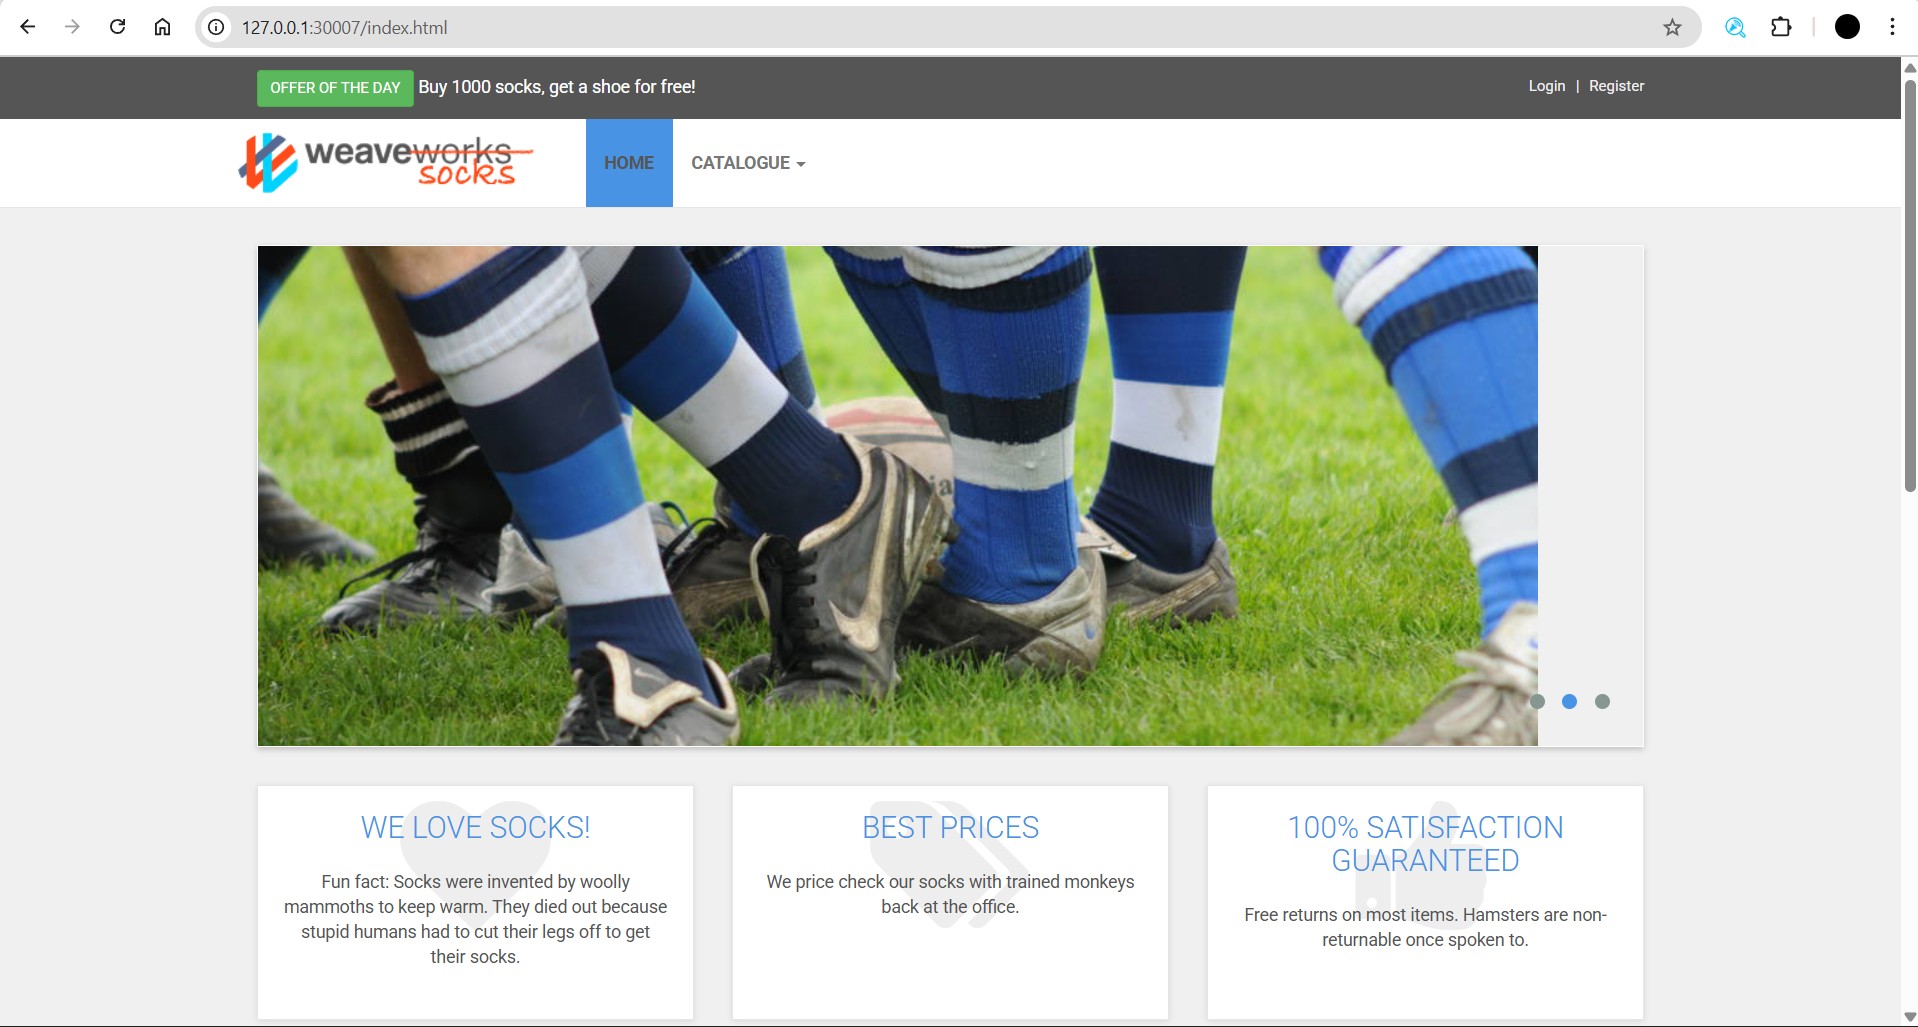 127.0.0.1:30007/index.html
OFFER OF THE DAY Buy 1000 socks, get a shoe for free!
Login | Register
weaveworks
socks
HOME
CATALOGUE
WE LOVE SOCKS!
Fun fact: Socks were invented by woolly
mammoths to keep warm. They died out because
stupid humans had to cut their legs off to get
their socks.
BEST PRICES
We price check our socks with trained monkeys
back at the office.
100% SATISFACTION
GUARANTEED
Free returns on most items. Hamsters are non-
returnable once spoken to.